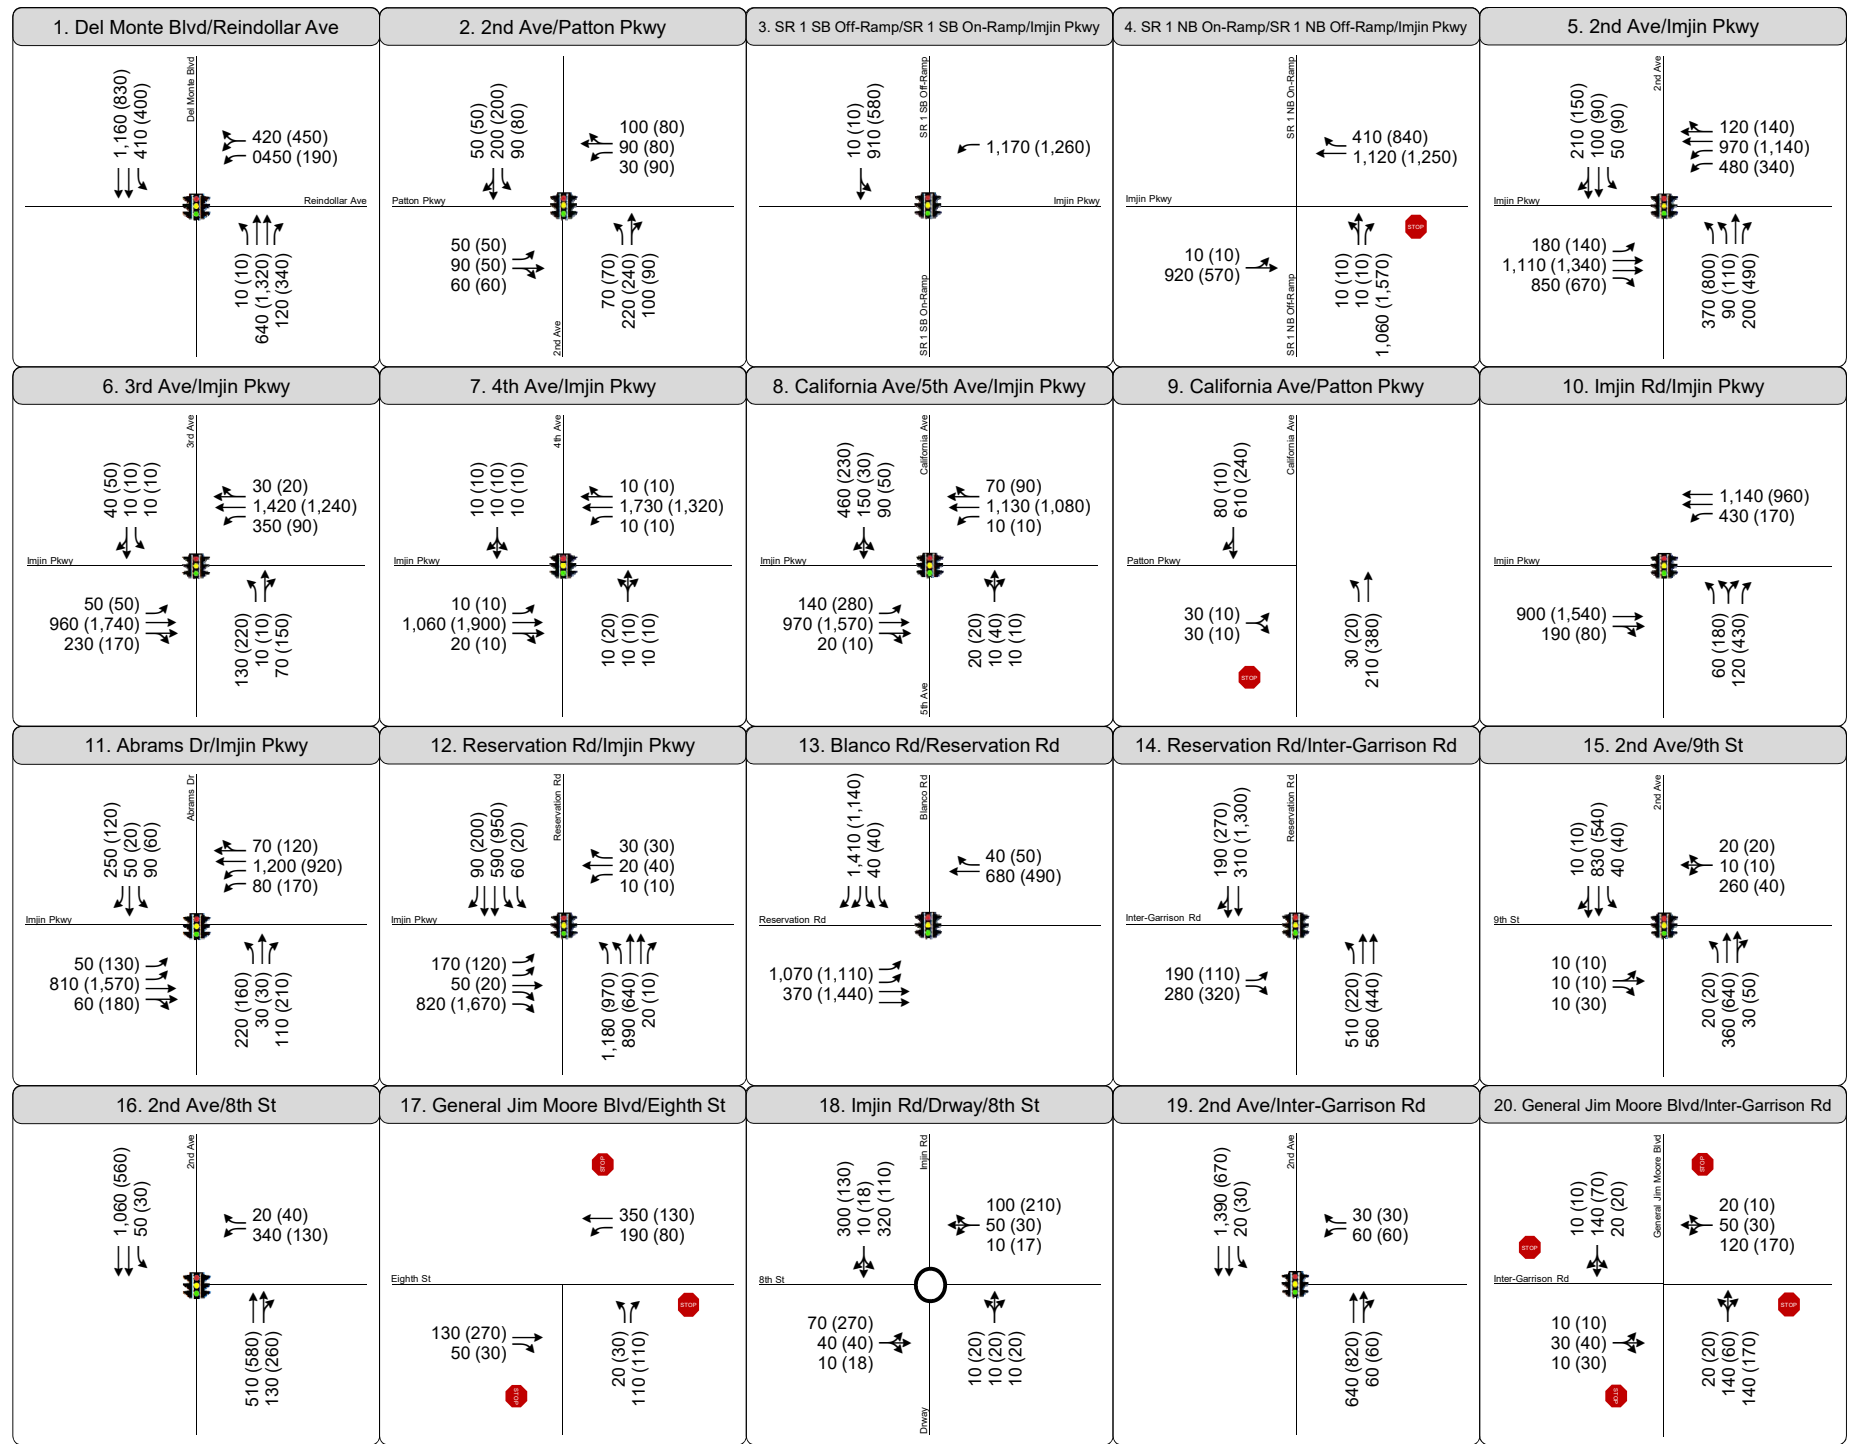 1. Del Monte Blvd/Reindollar Ave
Del Monte Blvd
Reindollar Ave
1,160 (830)
410 (400)
420 (450)
0450 (190)
10 (10)
640 (1,320)
120 (340)
2. 2nd Ave/Patton Pkwy
Patton Pkwy
2nd Ave
50 (50)
200 (200)
90 (80)
100 (80)
90 (80)
30 (90)
50 (50)
90 (50)
60 (60)
70 (70)
220 (240)
100 (90)
3. SR 1 SB Off-Ramp/SR 1 SB On-Ramp/Imjin Pkwy
SR 1 SB Off-Ramp
Imjin Pkwy
SR 1 SB On-Ramp
10 (10)
910 (580)
1,170 (1,260)
4. SR 1 NB On-Ramp/SR 1 NB Off-Ramp/Imjin Pkwy
SR 1 NB On-Ramp
Imjin Pkwy
SR 1 NB Off-Ramp
410 (840)
1,120 (1,250)
STOP
10 (10)
920 (570)
10 (10)
10 (10)
1,060 (1,570)
5. 2nd Ave/Imjin Pkwy
2nd Ave
Imjin Pkwy
210 (150)
100 (90)
50 (90)
120 (140)
970 (1,140)
480 (340)
180 (140)
1,110 (1,340)
850 (670)
370 (800)
90 (110)
200 (490)
6. 3rd Ave/Imjin Pkwy
3rd Ave
Imjin Pkwy
40 (50)
10 (10)
10 (10)
30 (20)
1,420 (1,240)
350 (90)
50 (50)
960 (1,740)
230 (170)
130 (220)
10 (10)
70 (150)
7. 4th Ave/Imjin Pkwy
4th Ave
Imjin Pkwy
10 (10)
10 (10)
10 (10)
10 (10)
1,730 (1,320)
10 (10)
10 (10)
1,060 (1,900)
20 (10)
10 (20)
10 (10)
10 (10)
8. California Ave/5th Ave/Imjin Pkwy
California Ave
Imjin Pkwy
5th Ave
460 (230)
150 (30)
90 (50)
70 (90)
1,130 (1,080)
10 (10)
140 (280)
970 (1,570)
20 (10)
20 (20)
10 (40)
10 (10)
9. California Ave/Patton Pkwy
California Ave
Patton Pkwy
80 (10)
610 (240)
30 (10)
30 (10)
STOP
30 (20)
210 (380)
10. Imjin Rd/Imjin Pkwy
Imjin Pkwy
1,140 (960)
430 (170)
900 (1,540)
190 (80)
60 (180)
120 (430)
11. Abrams Dr/Imjin Pkwy
Abrams Dr
Imjin Pkwy
250 (120)
50 (20)
90 (60)
70 (120)
1,200 (920)
80 (170)
50 (130)
810 (1,570)
60 (180)
220 (160)
30 (30)
110 (210)
12. Reservation Rd/Imjin Pkwy
Reservation Rd
Imjin Pkwy
90 (200)
590 (950)
60 (20)
30 (30)
20 (40)
10 (10)
170 (120)
50 (20)
820 (1,670)
1,180 (970)
890 (640)
20 (10)
13. Blanco Rd/Reservation Rd
Blanco Rd
Reservation Rd
1,410 (1,140)
40 (40)
40 (50)
680 (490)
1,070 (1,110)
370 (1,440)
14. Reservation Rd/Inter-Garrison Rd
Reservation Rd
Inter-Garrison Rd
190 (270)
310 (1,300)
190 (110)
280 (320)
510 (220)
560 (440)
15. 2nd Ave/9th St
2nd Ave
9th St
10 (10)
830 (540)
40 (40)
20 (20)
10 (10)
260 (40)
10 (10)
10 (10)
10 (30)
20 (20)
360 (640)
30 (50)
16. 2nd Ave/8th St
2nd Ave
1,060 (560)
50 (30)
20 (40)
340 (130)
510 (580)
130 (260)
17. General Jim Moore Blvd/Eighth St
STOP
Eighth St
350 (130)
190 (80)
STOP
130 (270)
50 (30)
STOP
20 (30)
110 (110)
18. Imjin Rd/Drway/8th St
Imjin Rd
8th St
Drway
300 (130)
10 (18)
320 (110)
100 (210)
50 (30)
10 (17)
70 (270)
40 (40)
10 (18)
10 (20)
10 (20)
10 (20)
19. 2nd Ave/Inter-Garrison Rd
2nd Ave
1,390 (670)
20 (30)
30 (30)
60 (60)
640 (820)
60 (60)
20. General Jim Moore Blvd/Inter-Garrison Rd
General Jim Moore Blvd
Inter-Garrison Rd
STOP
STOP
10 (10)
140 (70)
20 (20)
20 (10)
50 (30)
120 (170)
STOP
10 (10)
30 (40)
10 (30)
STOP
20 (20)
140 (60)
140 (170)